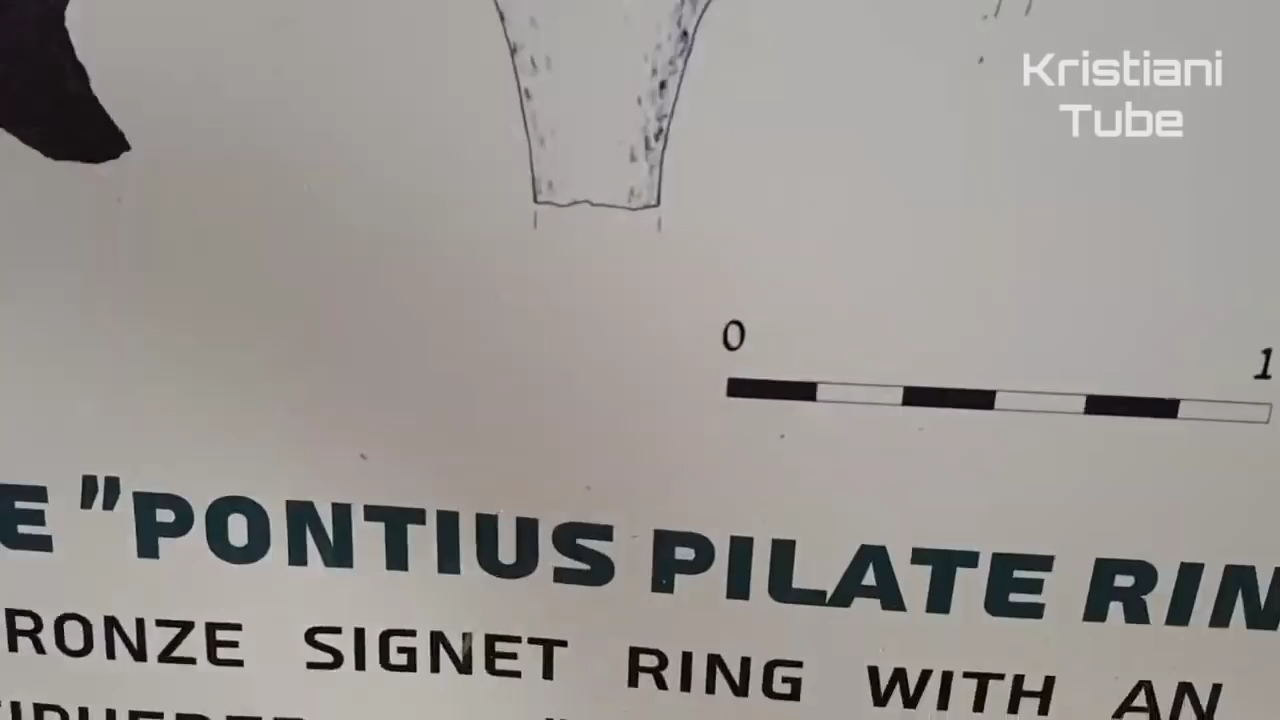 Kristiani
Tube
0 1
E "PONTIUS PILATE RIN
RONZE SIGNET RING WITH AN